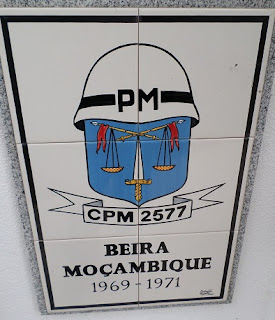 PM
CPM 2577
BEIRA
MOÇAMBIQUE
1969 - 1971